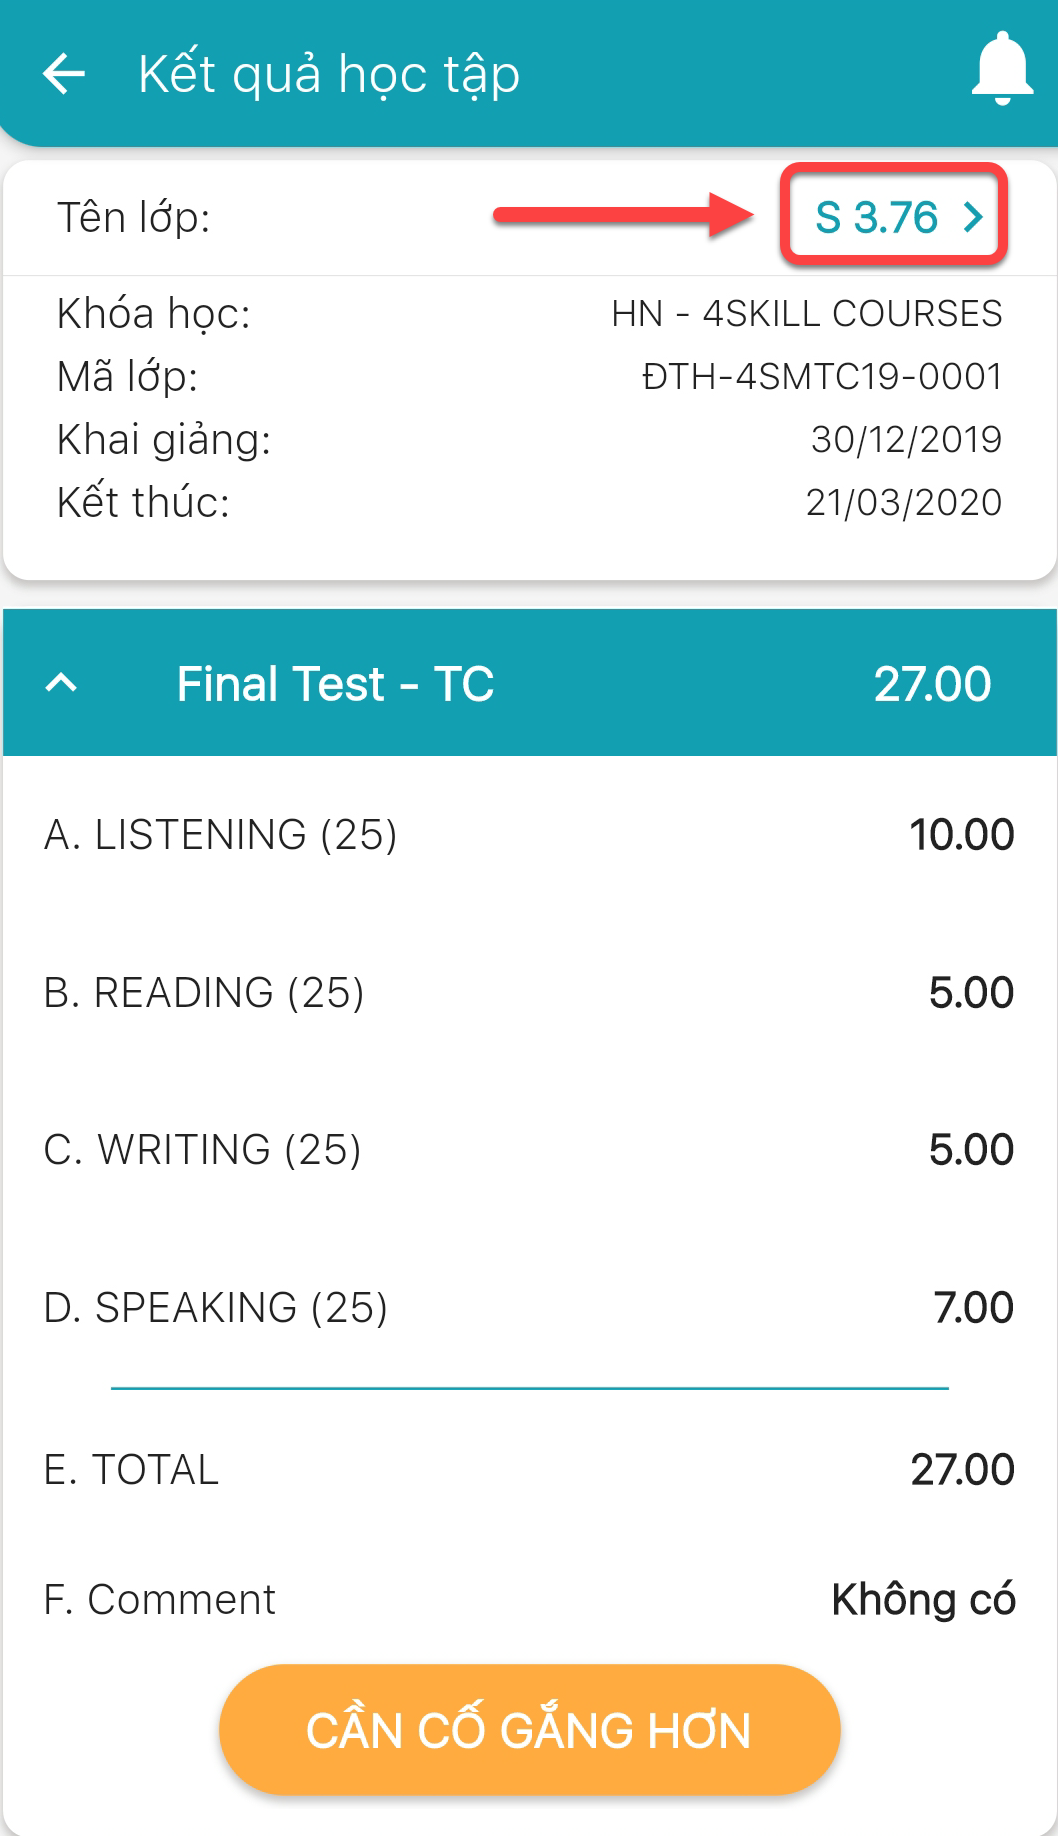 Kết quả học tập
Tên lớp: S 3.76
Khóa học: HN - 4SKILL COURSES
Mã lớp: ĐTH-4SMTC19-0001
Khai giảng: 30/12/2019
Kết thúc: 21/03/2020
Final Test - TC 27.00
A. LISTENING (25) 10.00
B. READING (25) 5.00
C. WRITING (25) 5.00
D. SPEAKING (25) 7.00
E. TOTAL 27.00
F. Comment Không có
CẦN CỐ GẮNG HƠN